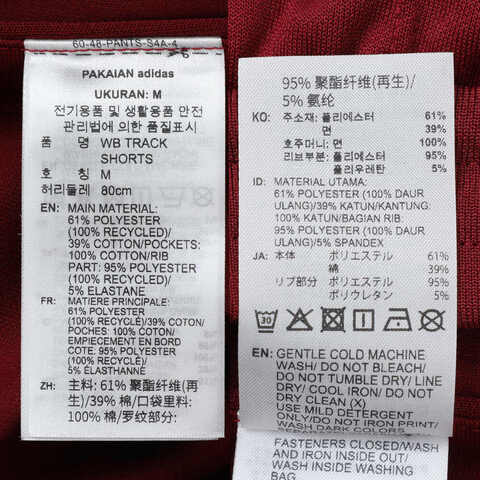 60-48-PANTS-S4A-4
PAKAIAN adidas
UKURAN: M
전기용품 및 생활용품 안전
관리법에 의한 품질표시
품 명 WB TRACK
SHORTS
호 칭 M
허리둘레 80cm
EN: MAIN MATERIAL:
61% POLYESTER
(100% RECYCLED)/
39% COTTON/POCKETS:
100% COTTON/RIB
PART: 95% POLYESTER
(100% RECYCLED)/
5% ELASTANE
FR: MATIERE PRINCIPALE:
61% POLYESTER
(100% RECYCLÉ)/39% COTON/
POCHES: 100% COTON/
EMPIECEMENT EN BORD
COTE: 95% POLYESTER
(100% RECYCLÉ)/
5% ÉLASTHANNE
ZH: 主料: 61% 聚酯纤维(再生)
/39% 棉/口袋里料:
100% 棉/罗纹部分:
95% 聚酯纤维(再生)/
5% 氨纶
KO: 주소재: 폴리에스터 61%
면 39%
호주머니: 면 100%
리브부분: 폴리에스터 95%
폴리우레탄 5%
ID: MATERIAL UTAMA:
61% POLYESTER (100% DAUR
ULANG)/39% KATUN/KANTUNG:
100% KATUN/BAGIAN RIB:
95% POLYESTER (100% DAUR
ULANG)/5% SPANDEX
JA: 本体 ポリエステル 61%
綿 39%
リブ部分 ポリエステル 95%
ポリウレタン 5%
30
EN: GENTLE COLD MACHINE
WASH/ DO NOT BLEACH/
DO NOT TUMBLE DRY/ LINE
DRY/ COOL IRON/ DO NOT
DRY CLEAN (X)
USE MILD DETERGENT
ONLY/DO NOT IRON PRINT/
WASH DARK COLORS
FASTENERS CLOSED/WASH
AND IRON INSIDE OUT/
WASH INSIDE WASHING
BAG